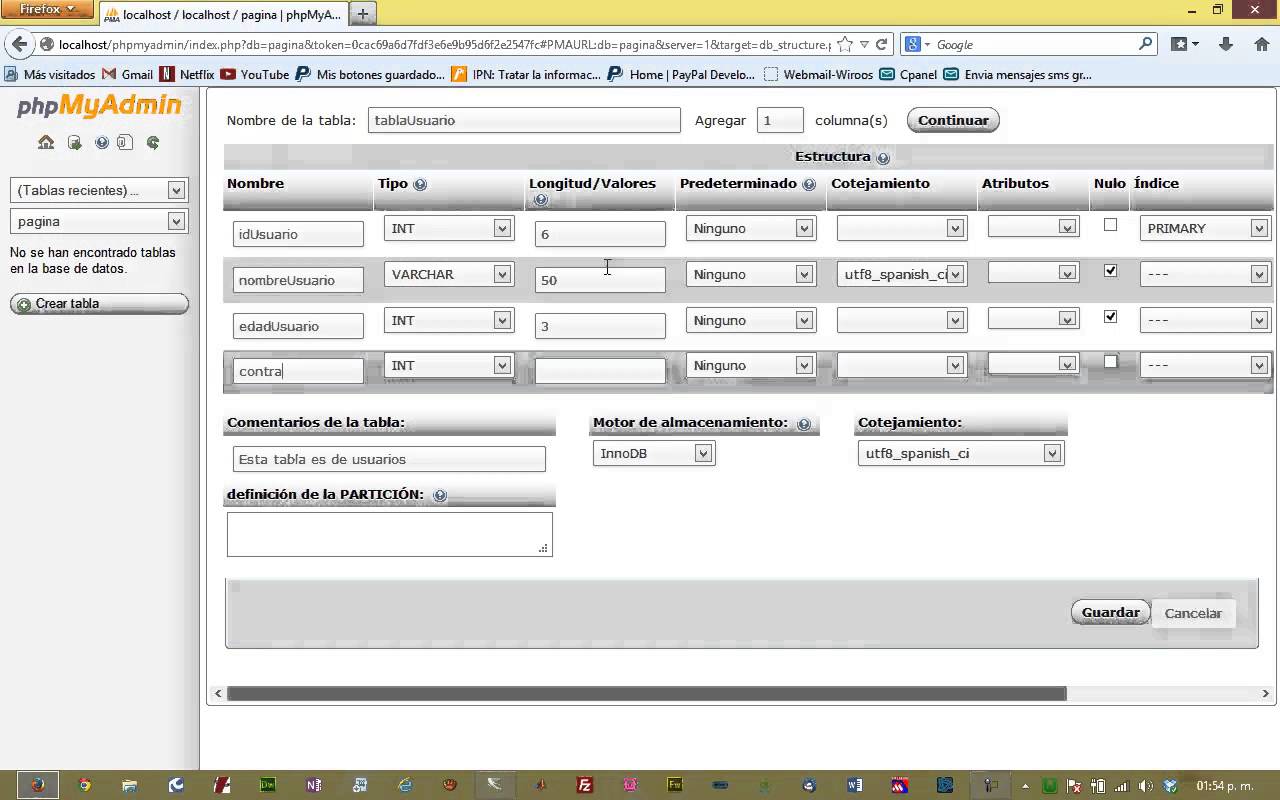 Firefox
localhost / localhost / pagina | phpMyA...
localhost/phpmyadmin/index.php?db=pagina&token=0cac69a6d7fdf3e6e9b95d6f2e2547fc#PMAURL:db=pagina&server=1&target=db_structure.p
Google
Más visitados
Gmail
Netflix
YouTube
Mis botones guardado...
IPN: Tratar la informac...
Home | PayPal Develo...
Webmail-Wiroos
Cpanel
Envia mensajes sms gr...
phpMyAdmin
(Tablas recientes) ...
pagina
No se han encontrado tablas
en la base de datos.
Crear tabla
Nombre de la tabla: tablaUsuario Agregar 1 columna(s) Continuar
Estructura
Nombre Tipo Longitud/Valores Predeterminado Cotejamiento Atributos Nulo Índice
idUsuario INT 6 Ninguno PRIMARY
nombreUsuario VARCHAR 50 Ninguno utf8_spanish_ci ---
edadUsuario INT 3 Ninguno ---
contra INT Ninguno ---
Comentarios de la tabla: Motor de almacenamiento: Cotejamiento:
Esta tabla es de usuarios InnoDB utf8_spanish_ci
definición de la PARTICIÓN:
Guardar Cancelar
01:54 p. m.